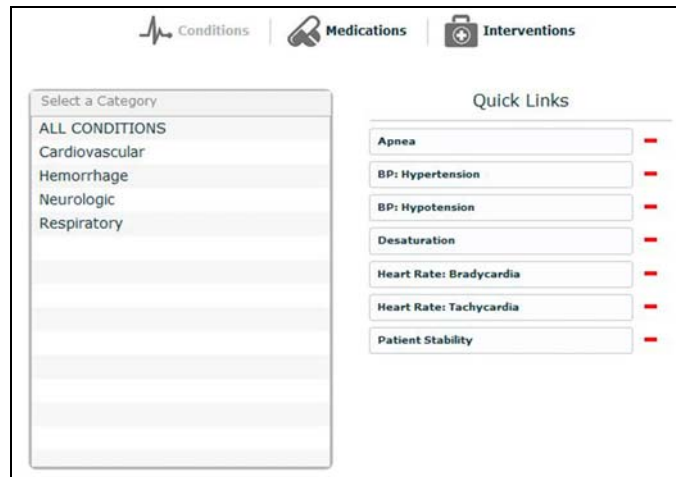 Conditions
Medications
Interventions
Select a Category
ALL CONDITIONS
Cardiovascular
Hemorrhage
Neurologic
Respiratory
Quick Links
Apnea
BP: Hypertension
BP: Hypotension
Desaturation
Heart Rate: Bradycardia
Heart Rate: Tachycardia
Patient Stability